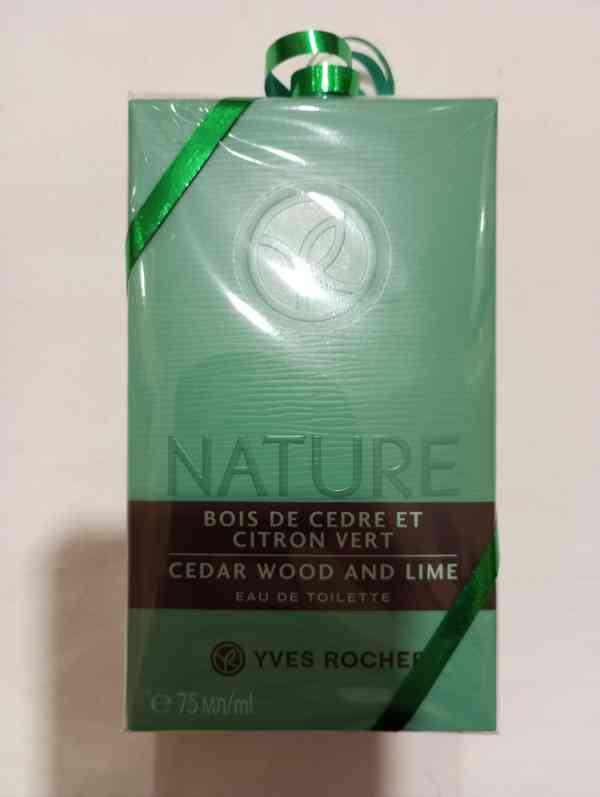 NATURE
BOIS DE CEDRE ET
CITRON VERT
CEDAR WOOD AND LIME
EAU DE TOILETTE
YVES ROCHER
℮ 75 мл/ml